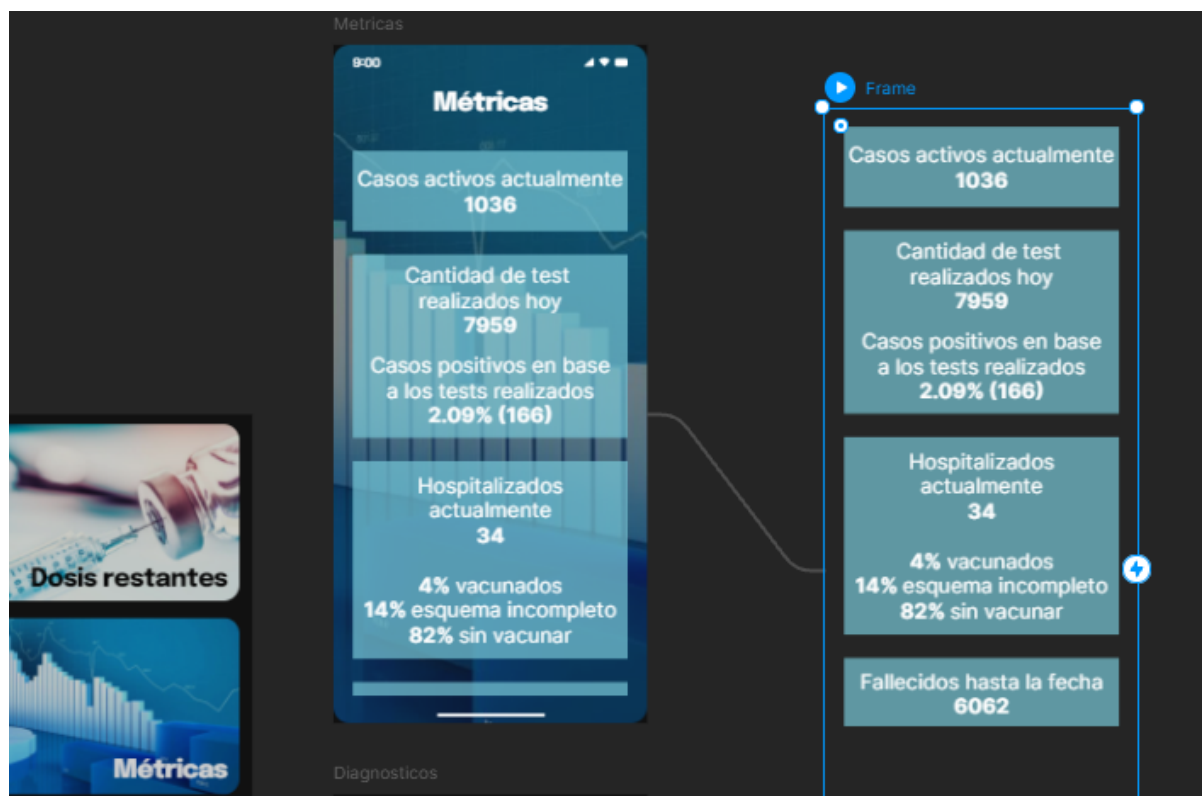 Metricas
9:00
Métricas
Casos activos actualmente
1036
Cantidad de test
realizados hoy
7959
Casos positivos en base
a los tests realizados
2.09% (166)
Hospitalizados
actualmente
34
4% vacunados
14% esquema incompleto
82% sin vacunar
Diagnosticos
Dosis restantes
Métricas
Frame
Casos activos actualmente
1036
Cantidad de test
realizados hoy
7959
Casos positivos en base
a los tests realizados
2.09% (166)
Hospitalizados
actualmente
34
4% vacunados
14% esquema incompleto
82% sin vacunar
Fallecidos hasta la fecha
6062